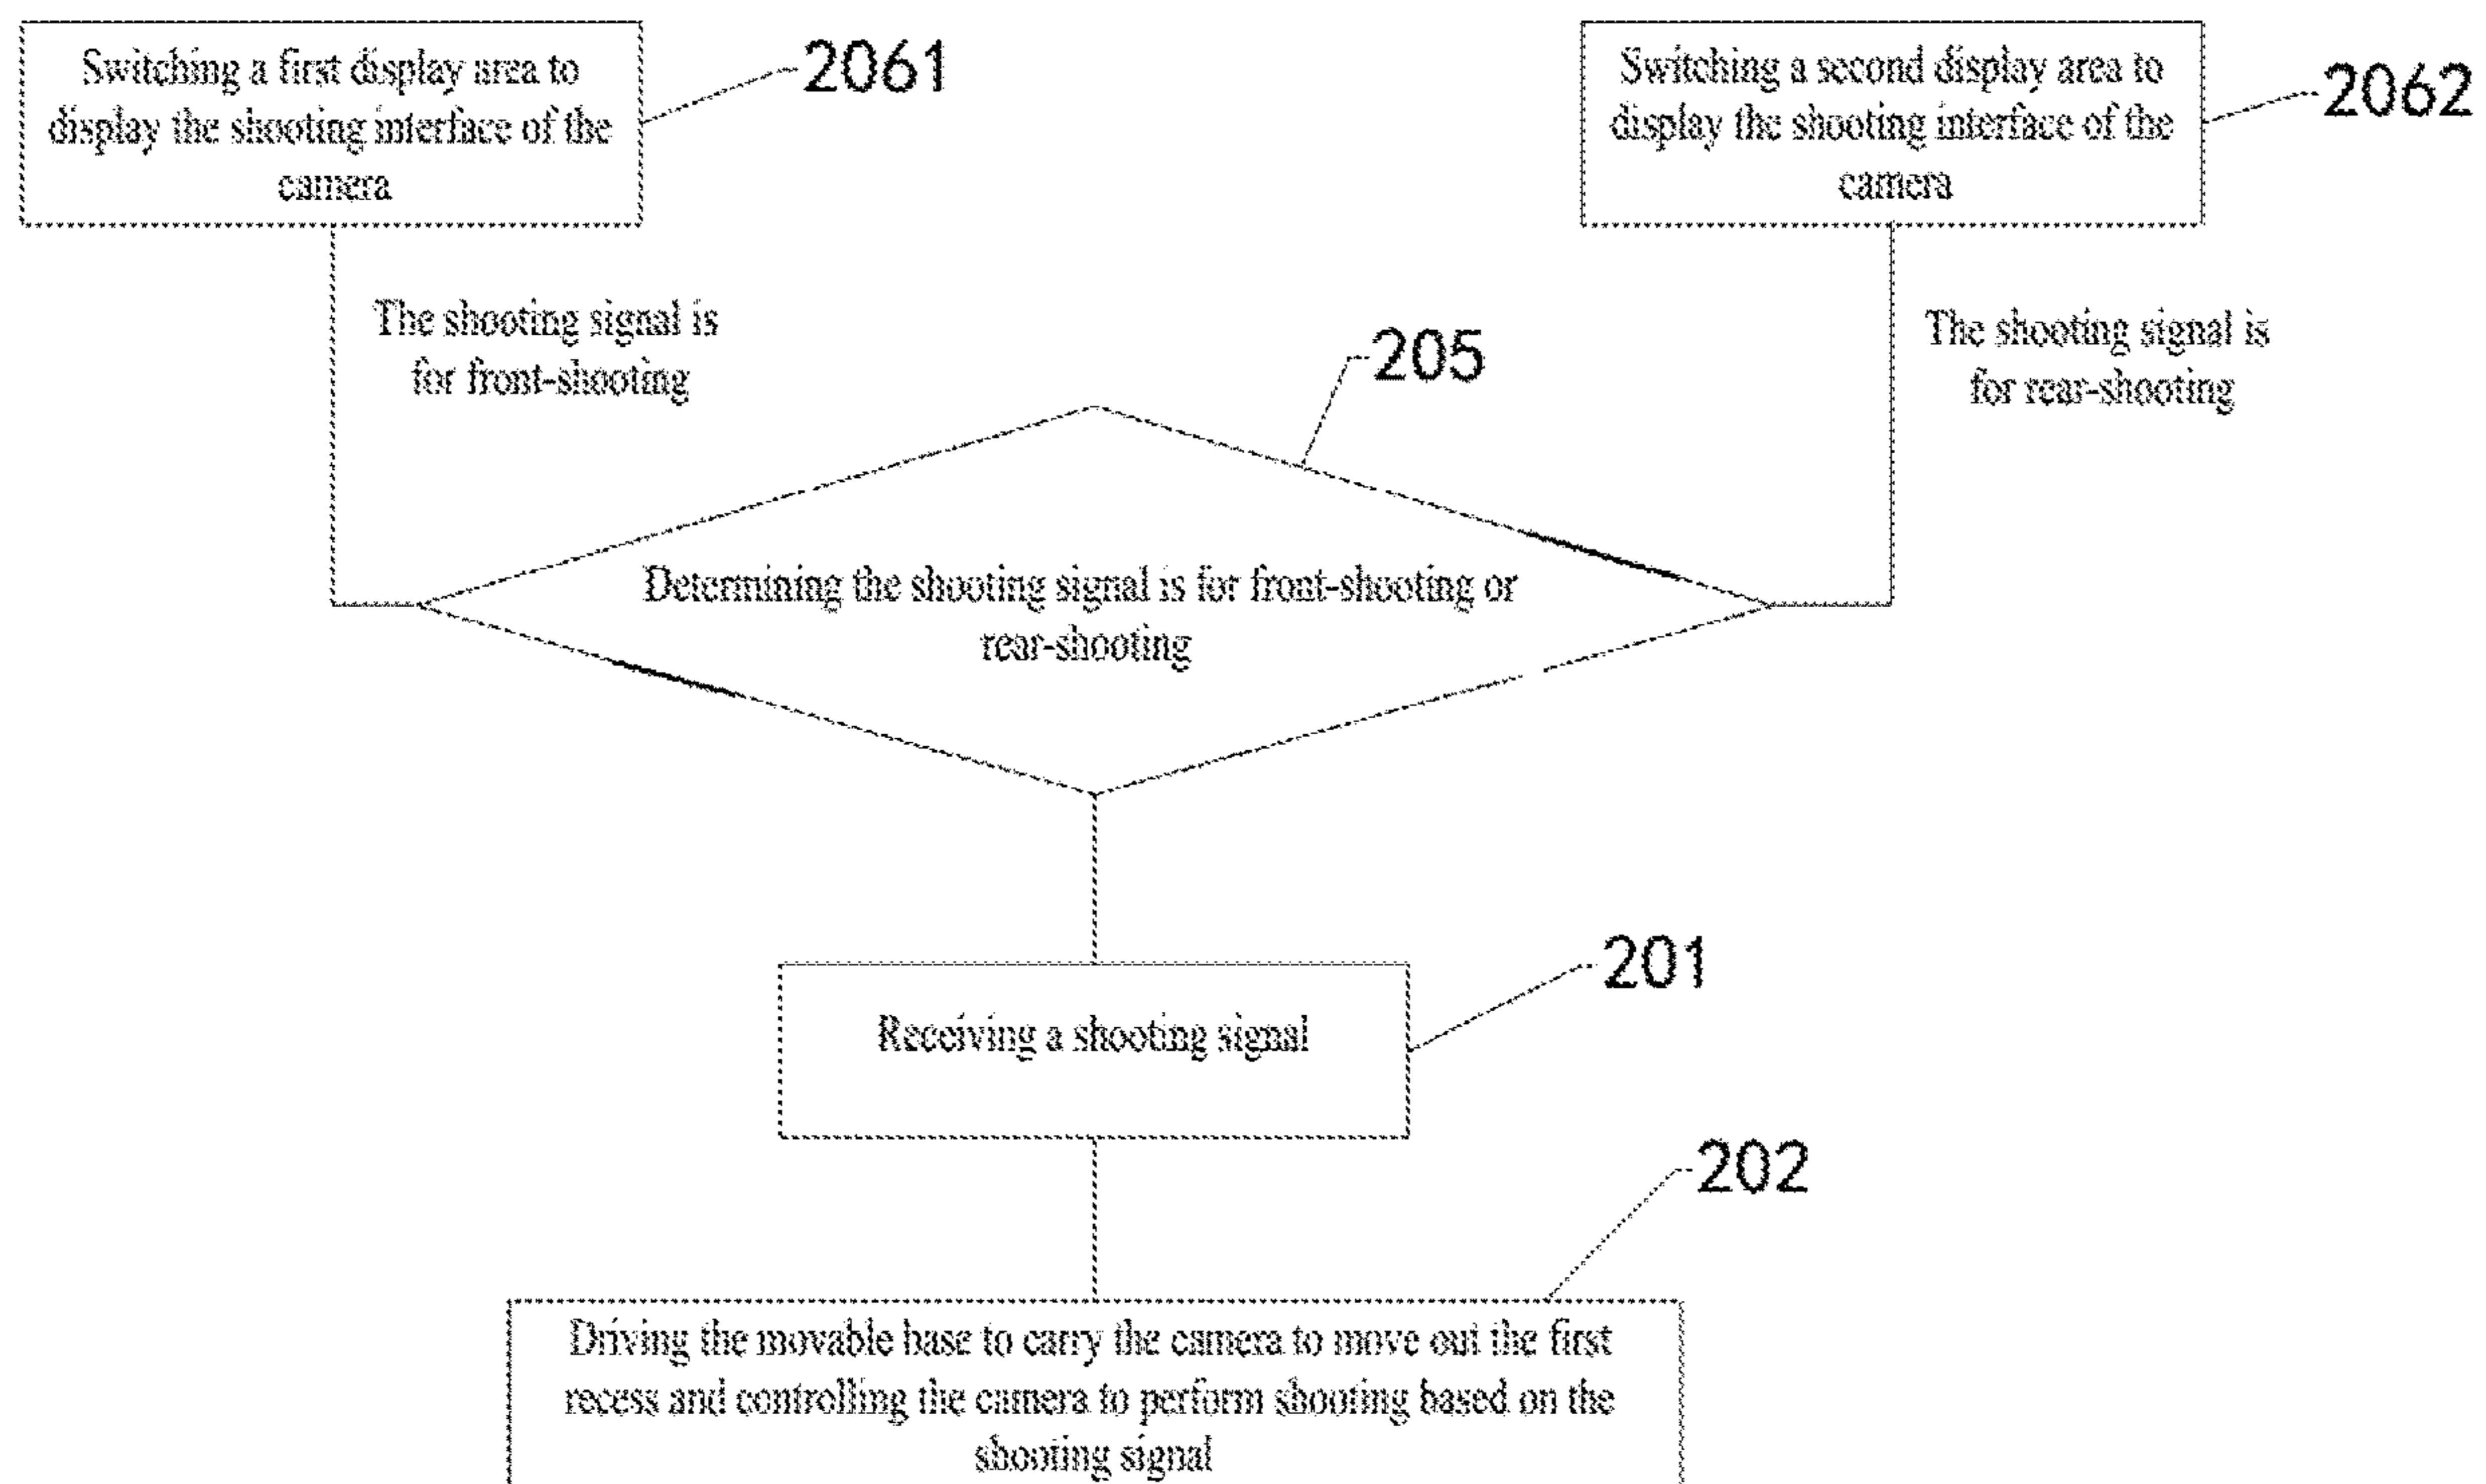 Switching a first display area to
display the shooting interface of the
camera
2061
Switching a second display area to
display the shooting interface of the
camera
2062
The shooting signal is
for front-shooting
The shooting signal is
for rear-shooting
205
Determining the shooting signal is for front-shooting or
rear-shooting
201
Receiving a shooting signal
202
Driving the movable base to carry the camera to move out the first
recess and controlling the camera to perform shooting based on the
shooting signal